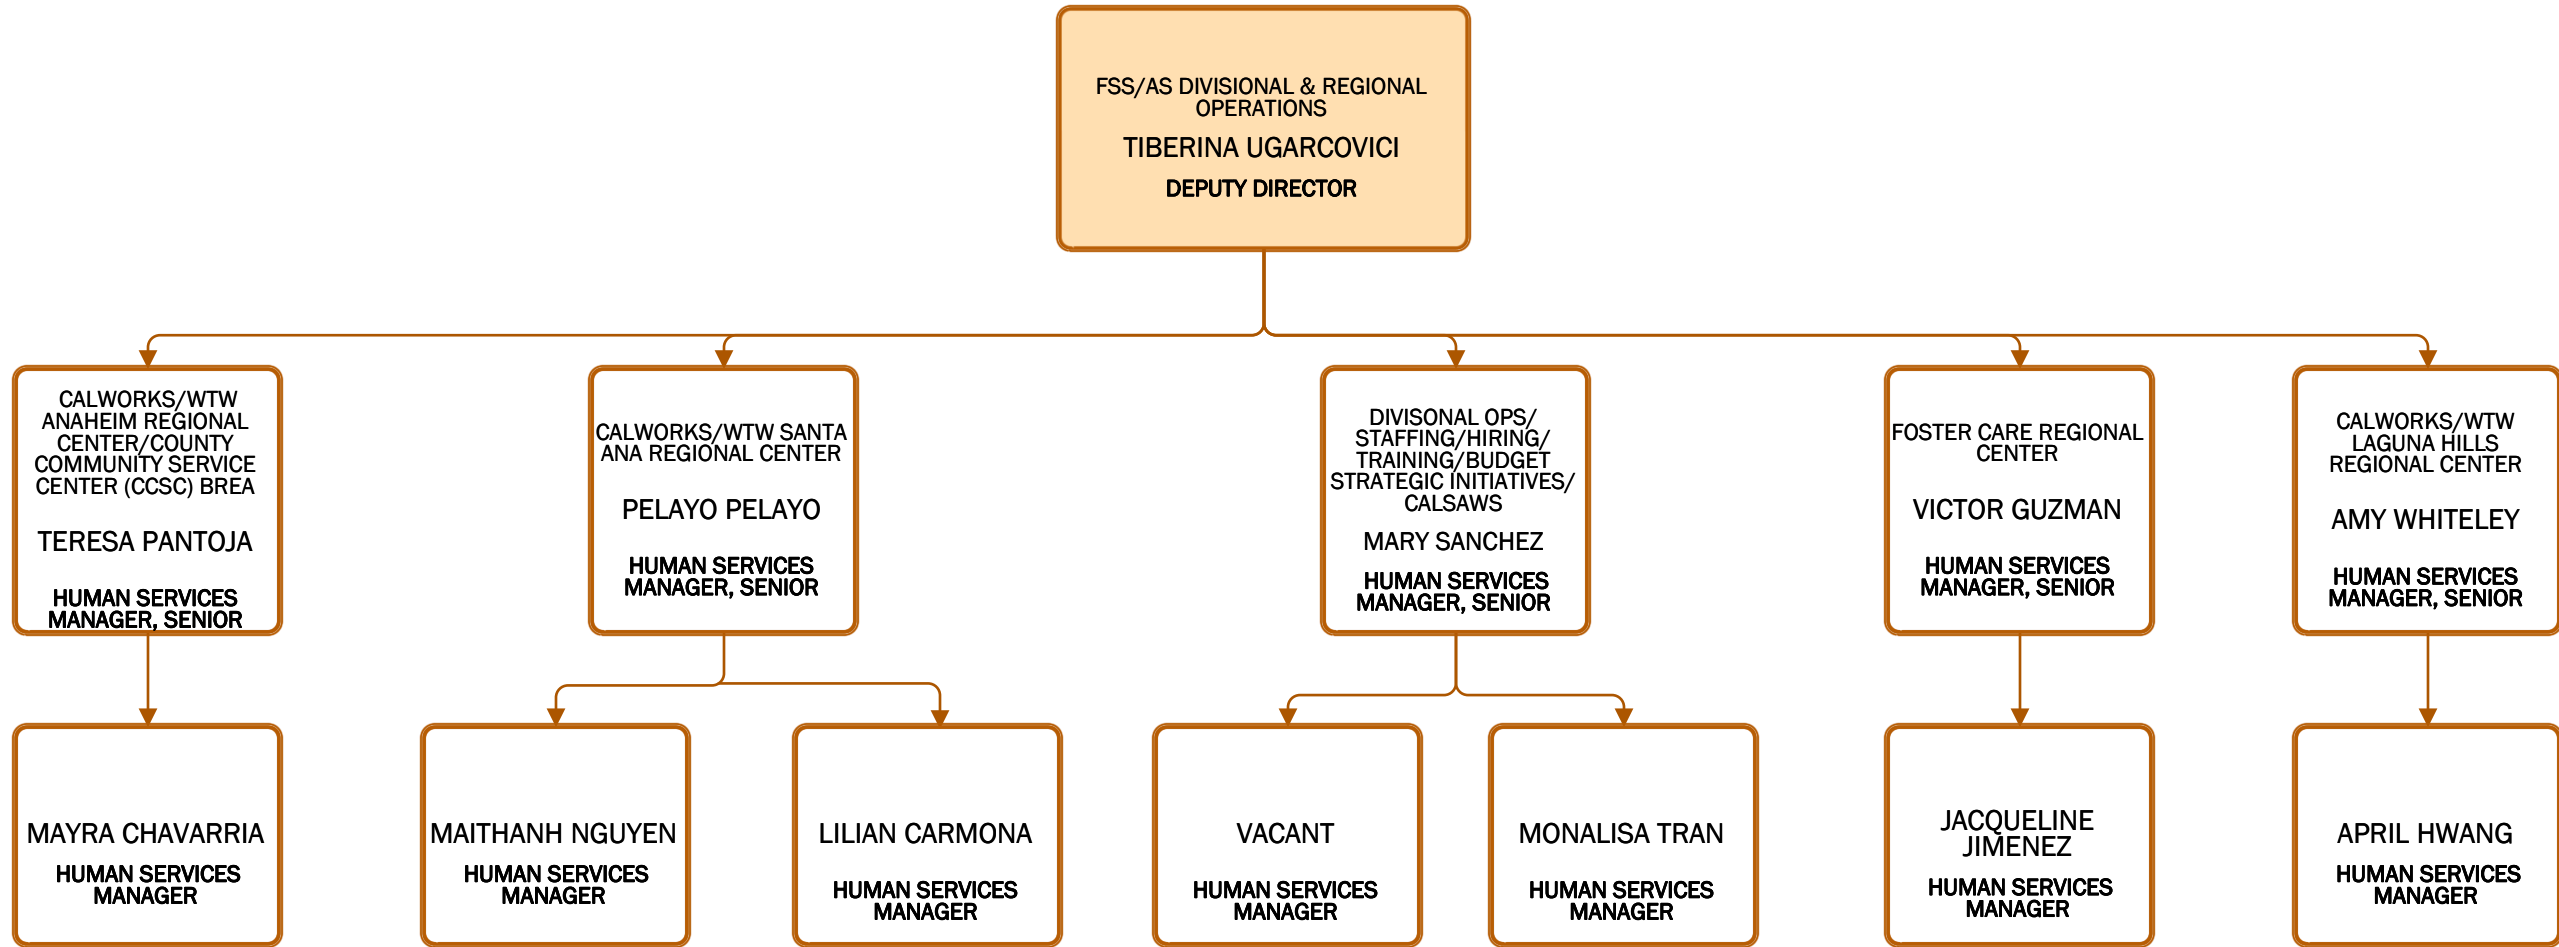 FSS/AS DIVISIONAL & REGIONAL
OPERATIONS
TIBERINA UGARCOVICI
DEPUTY DIRECTOR
CALWORKS/WTW
ANAHEIM REGIONAL
CENTER/COUNTY
COMMUNITY SERVICE
CENTER (CCSC) BREA
TERESA PANTOJA
HUMAN SERVICES
MANAGER, SENIOR
CALWORKS/WTW SANTA
ANA REGIONAL CENTER
PELAYO PELAYO
HUMAN SERVICES
MANAGER, SENIOR
DIVISONAL OPS/
STAFFING/HIRING/
TRAINING/BUDGET
STRATEGIC INITIATIVES/
CALSAWS
MARY SANCHEZ
HUMAN SERVICES
MANAGER, SENIOR
FOSTER CARE REGIONAL
CENTER
VICTOR GUZMAN
HUMAN SERVICES
MANAGER, SENIOR
CALWORKS/WTW
LAGUNA HILLS
REGIONAL CENTER
AMY WHITELEY
HUMAN SERVICES
MANAGER, SENIOR
MAYRA CHAVARRIA
HUMAN SERVICES
MANAGER
MAITHANH NGUYEN
HUMAN SERVICES
MANAGER
LILIAN CARMONA
HUMAN SERVICES
MANAGER
VACANT
HUMAN SERVICES
MANAGER
MONALISA TRAN
HUMAN SERVICES
MANAGER
JACQUELINE
JIMENEZ
HUMAN SERVICES
MANAGER
APRIL HWANG
HUMAN SERVICES
MANAGER